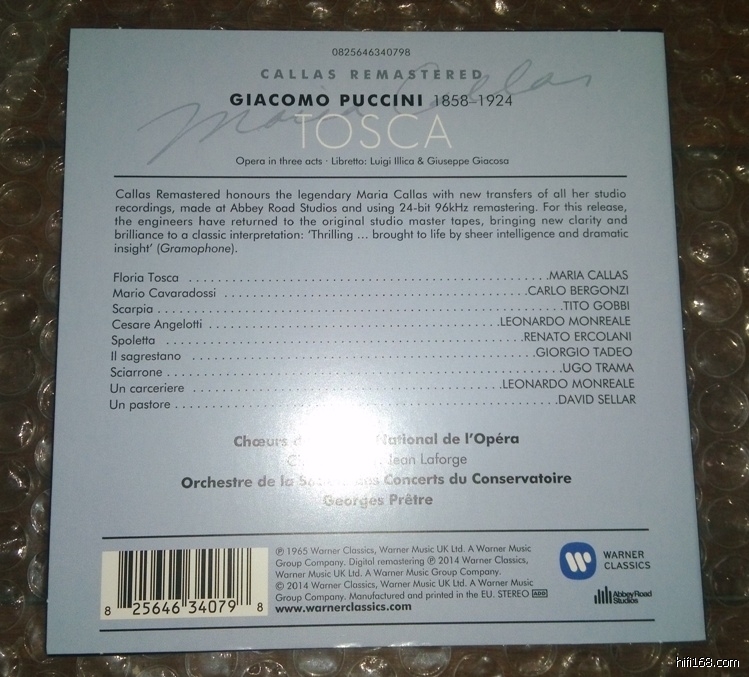 0825646340798
CALLAS REMASTERED
Maria Callas
GIACOMO PUCCINI 1858–1924
TOSCA
Opera in three acts · Libretto: Luigi Illica & Giuseppe Giacosa
Callas Remastered honours the legendary Maria Callas with new transfers of all her studio
recordings, made at Abbey Road Studios and using 24-bit 96kHz remastering. For this release,
the engineers have returned to the original studio master tapes, bringing new clarity and
brilliance to a classic interpretation: ‘Thrilling … brought to life by sheer intelligence and dramatic
insight’ (Gramophone).
Floria Tosca MARIA CALLAS
Mario Cavaradossi CARLO BERGONZI
Scarpia TITO GOBBI
Cesare Angelotti LEONARDO MONREALE
Spoletta RENATO ERCOLANI
Il sagrestano GIORGIO TADEO
Sciarrone UGO TRAMA
Un carceriere LEONARDO MONREALE
Un pastore DAVID SELLAR
Chœurs National de l’Opéra
Jean Laforge
Orchestre de la Société des Concerts du Conservatoire
Georges Prêtre
℗ 1965 Warner Classics, Warner Music UK Ltd. A Warner Music
Group Company. Digital remastering ℗ 2014 Warner Classics,
Warner Music UK Ltd. A Warner Music Group Company.
© 2014 Warner Classics, Warner Music UK Ltd. A Warner Music
Group Company. Manufactured and printed in the EU. STEREO ADD
www.warnerclassics.com
8 25646 34079 8
WARNER
CLASSICS
Abbey Road
Studios
hifi168.com